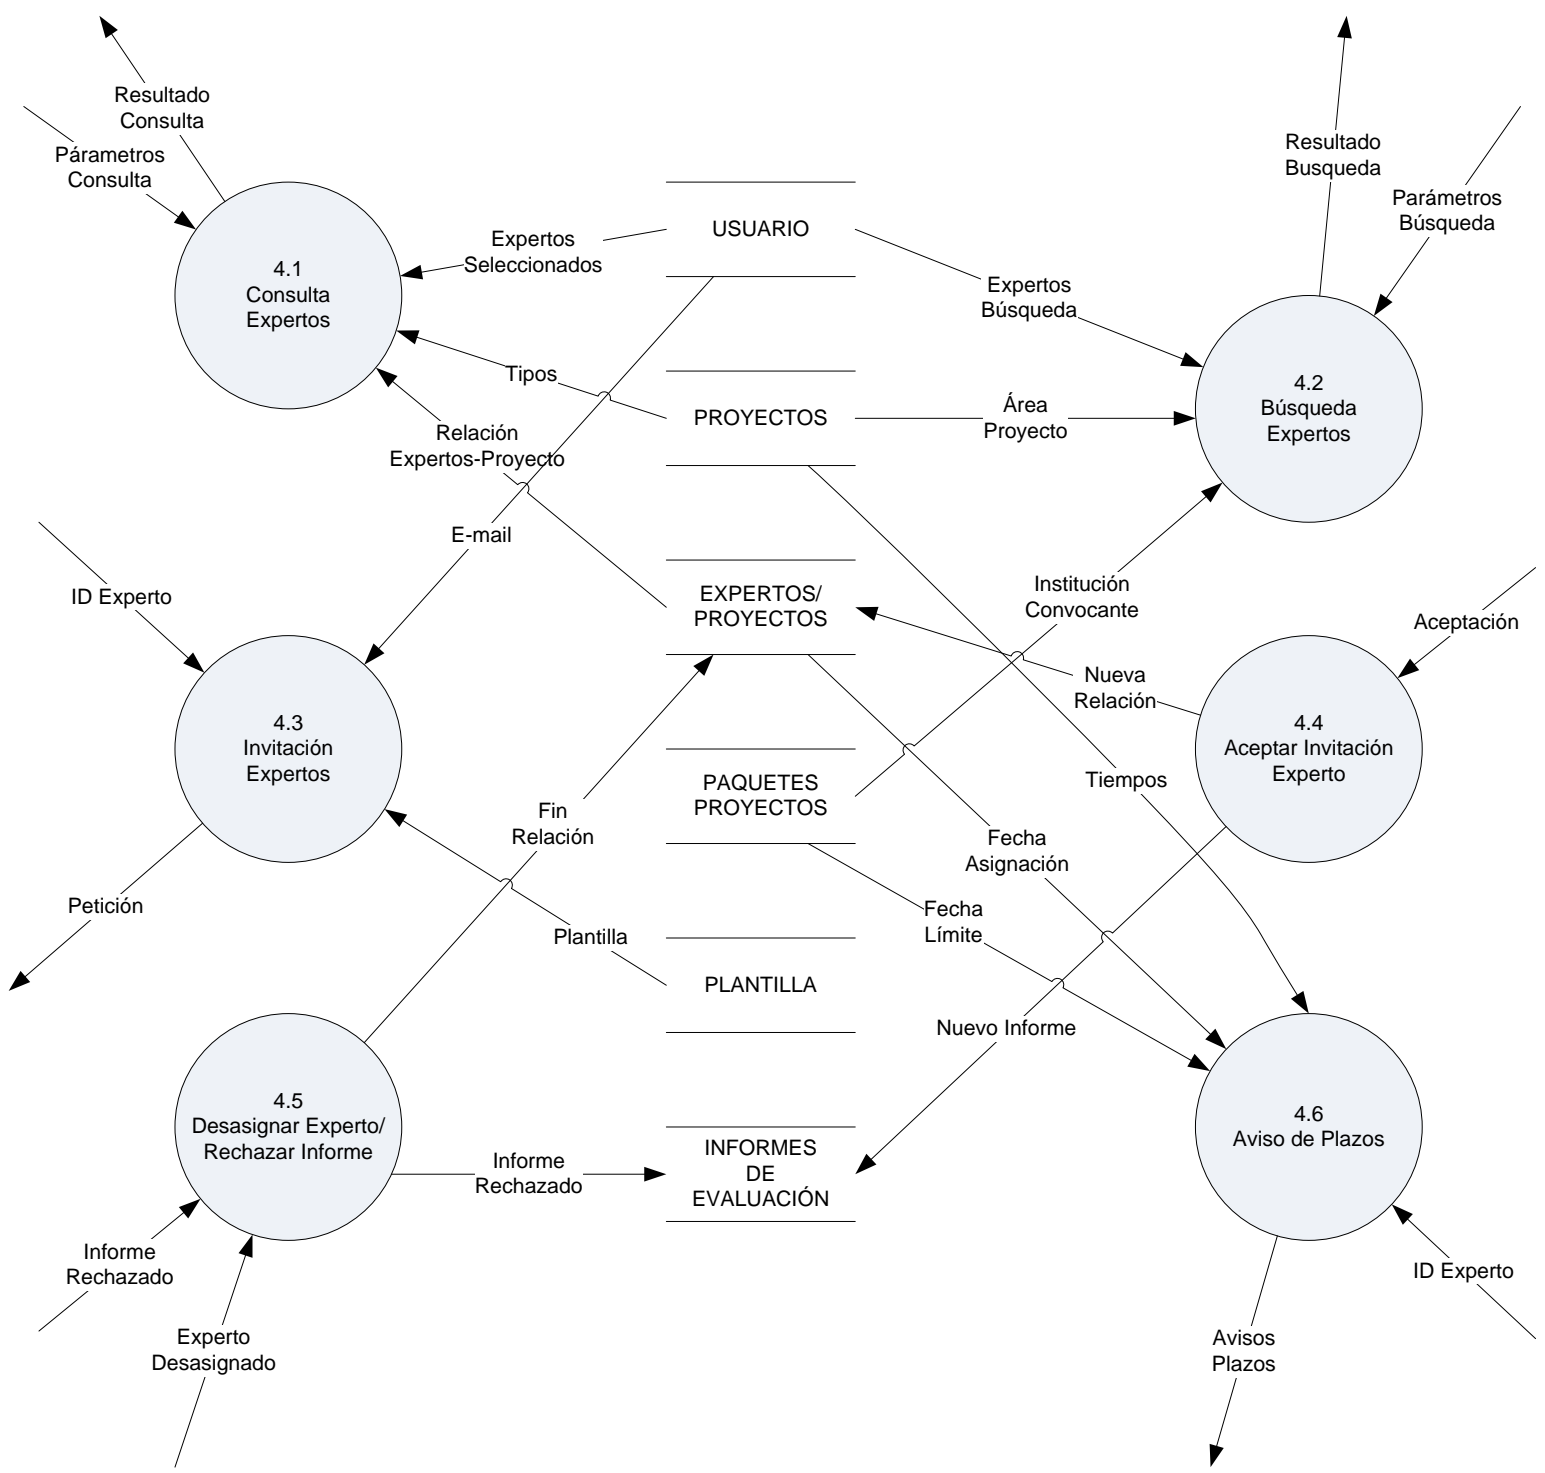 Resultado
Consulta
Párametros
Consulta
Resultado
Busqueda
Parámetros
Búsqueda
USUARIO
Expertos
Seleccionados
4.1
Consulta
Expertos
Expertos
Búsqueda
Tipos
PROYECTOS
Área
Proyecto
4.2
Búsqueda
Expertos
Relación
Expertos-Proyecto
E-mail
ID Experto
EXPERTOS/
PROYECTOS
Institución
Convocante
Aceptación
Nueva
Relación
4.3
Invitación
Expertos
4.4
Aceptar Invitación
Experto
PAQUETES
PROYECTOS
Tiempos
Fin
Relación
Fecha
Asignación
Petición
Plantilla
Fecha
Límite
PLANTILLA
Nuevo Informe
4.5
Desasignar Experto/
Rechazar Informe
4.6
Aviso de Plazos
Informe
Rechazado
INFORMES
DE
EVALUACIÓN
Informe
Rechazado
ID Experto
Experto
Desasignado
Avisos
Plazos